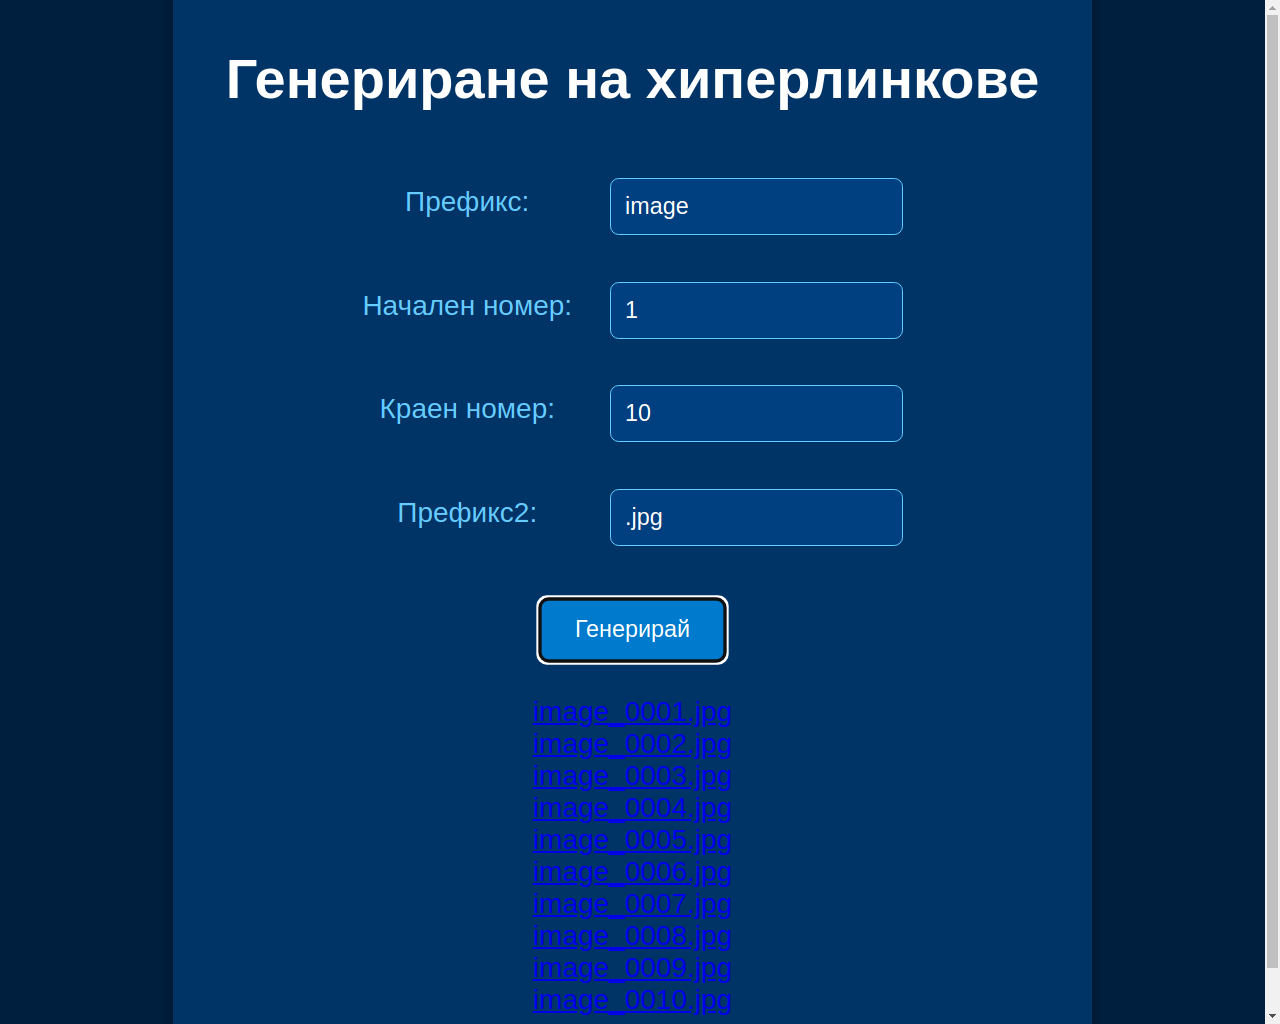 Генериране на хиперлинкове
Префикс: image
Начален номер: 1
Краен номер: 10
Префикс2: .jpg
Генерирай
image_0001.jpg
image_0002.jpg
image_0003.jpg
image_0004.jpg
image_0005.jpg
image_0006.jpg
image_0007.jpg
image_0008.jpg
image_0009.jpg
image_0010.jpg